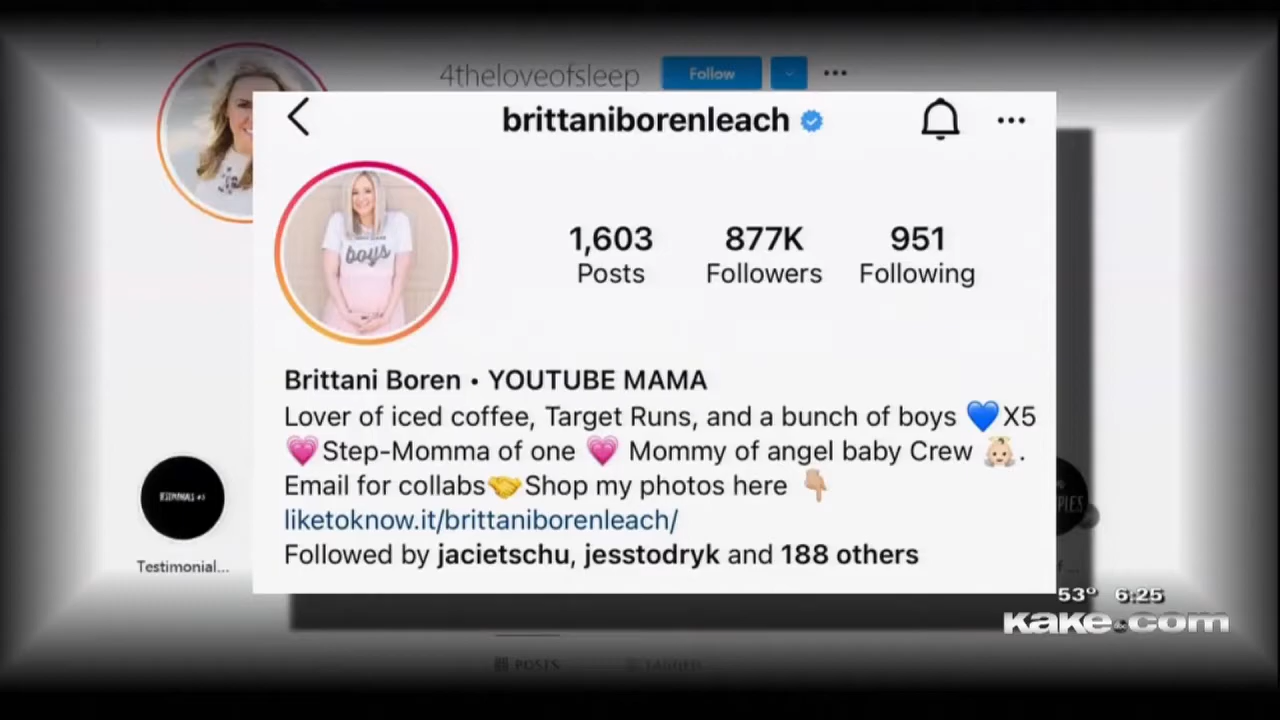 4theloveofsleep Follow
brittaniborenleach
boys
1,603 877K 951
Posts Followers Following
Brittani Boren • YOUTUBE MAMA
Lover of iced coffee, Target Runs, and a bunch of boys 💙X5
💗Step-Momma of one 💗 Mommy of angel baby Crew 👼🏻.
Email for collabs🤝Shop my photos here 👇🏼
liketoknow.it/brittaniborenleach/
Followed by jacietschu, jesstodryk and 188 others
Testimonial...
53° 6:25
kake.com
POSTS TAGGED